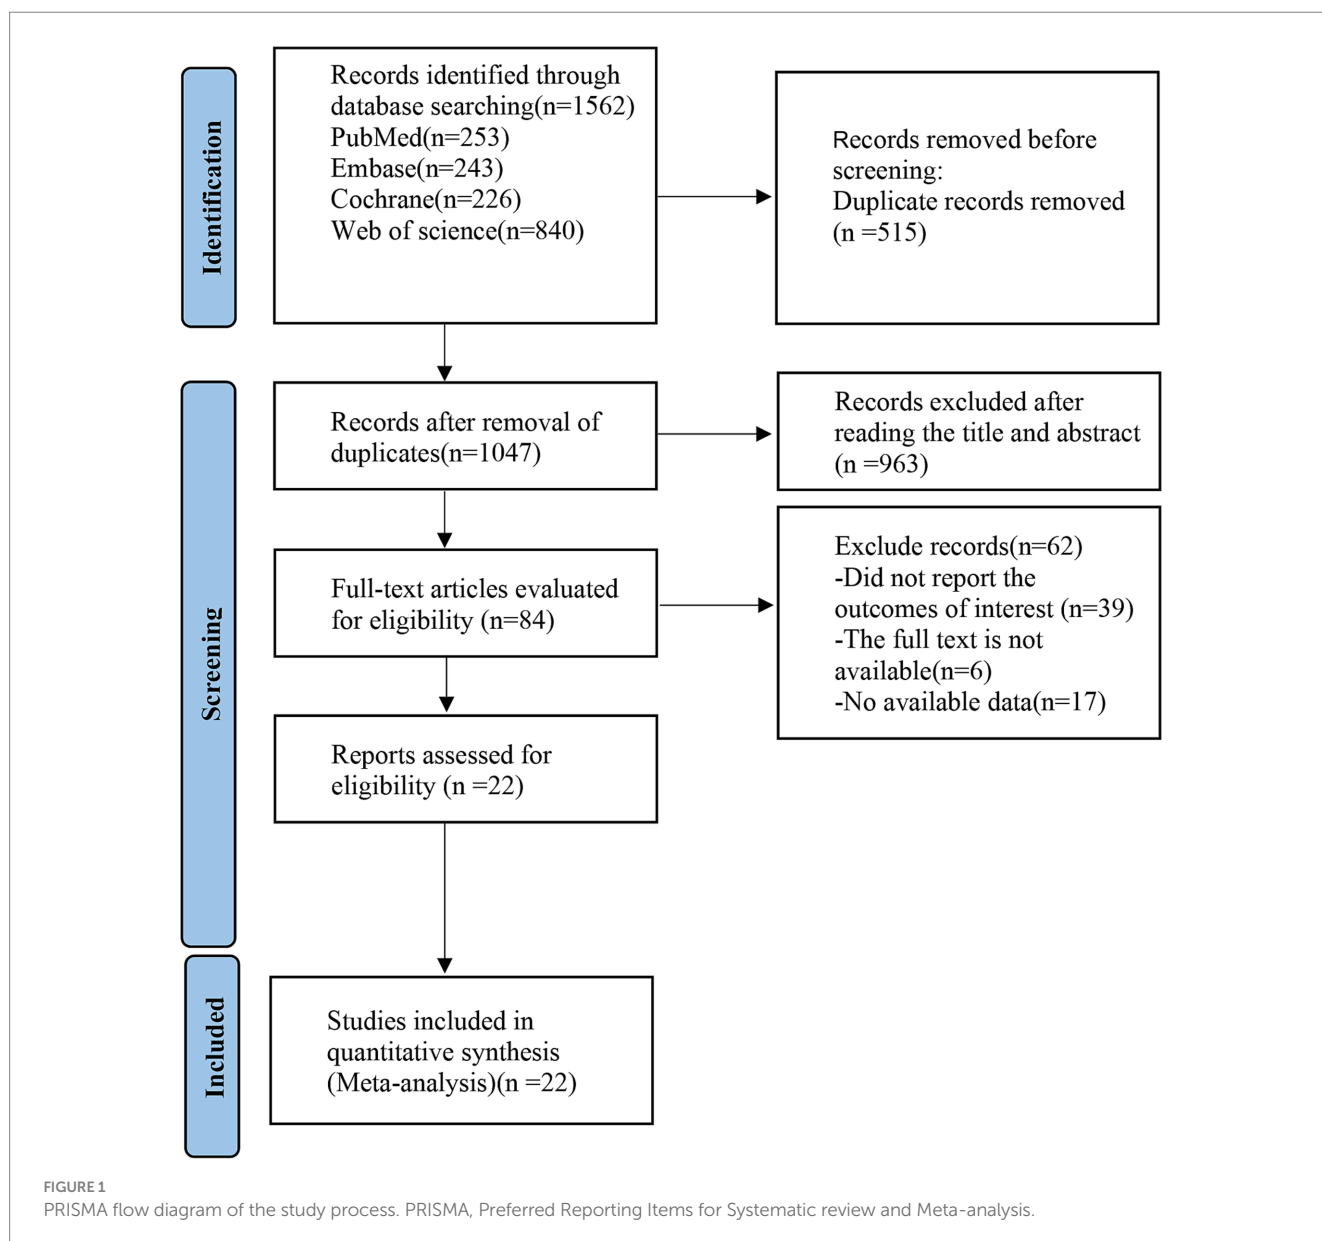 Identification
Records identified through
database searching(n=1562)
PubMed(n=253)
Embase(n=243)
Cochrane(n=226)
Web of science(n=840)
Records removed before
screening:
Duplicate records removed
(n =515)
Screening
Records after removal of
duplicates(n=1047)
Records excluded after
reading the title and abstract
(n =963)
Full-text articles evaluated
for eligibility (n=84)
Exclude records(n=62)
-Did not report the
outcomes of interest (n=39)
-The full text is not
available(n=6)
-No available data(n=17)
Reports assessed for
eligibility (n =22)
Included
Studies included in
quantitative synthesis
(Meta-analysis)(n =22)
FIGURE 1
PRISMA flow diagram of the study process. PRISMA, Preferred Reporting Items for Systematic review and Meta-analysis.